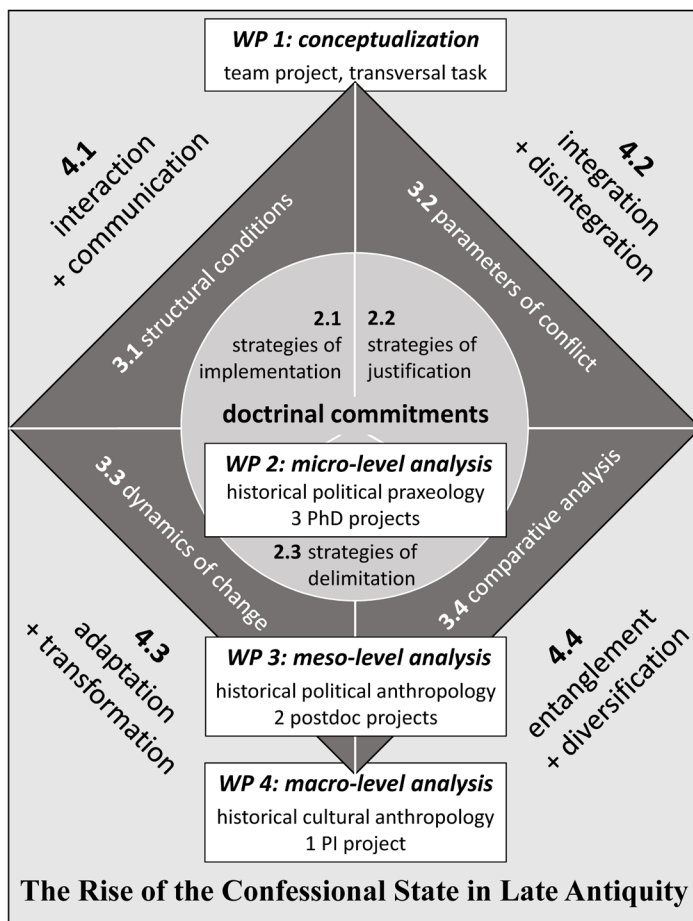 WP 1: conceptualization
team project, transversal task
4.1
interaction
+ communication
4.2
integration
+ disintegration
3.1 structural conditions
3.2 parameters of conflict
2.1
strategies of
implementation
2.2
strategies of
justification
doctrinal commitments
WP 2: micro-level analysis
historical political praxeology
3 PhD projects
2.3 strategies of
delimitation
3.3 dynamics of change
3.4 comparative analysis
4.3
adaptation
+ transformation
4.4
entanglement
+ diversification
WP 3: meso-level analysis
historical political anthropology
2 postdoc projects
WP 4: macro-level analysis
historical cultural anthropology
1 PI project
The Rise of the Confessional State in Late Antiquity